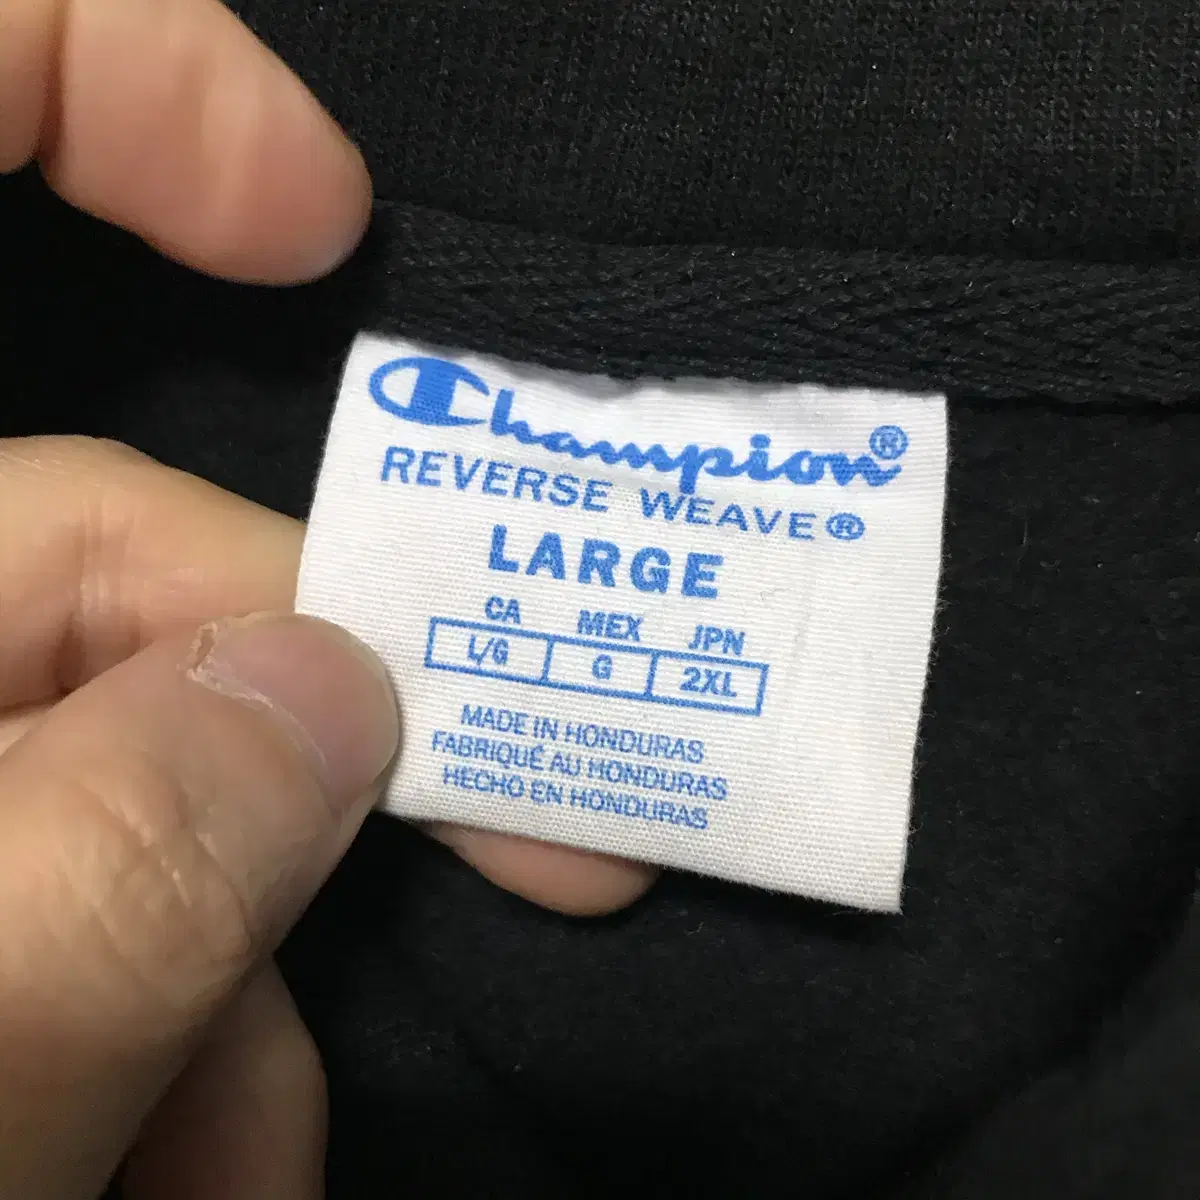 Champion®
REVERSE WEAVE®
LARGE
CA MEX JPN
L/G G 2XL
MADE IN HONDURAS
FABRIQUÉ AU HONDURAS
HECHO EN HONDURAS